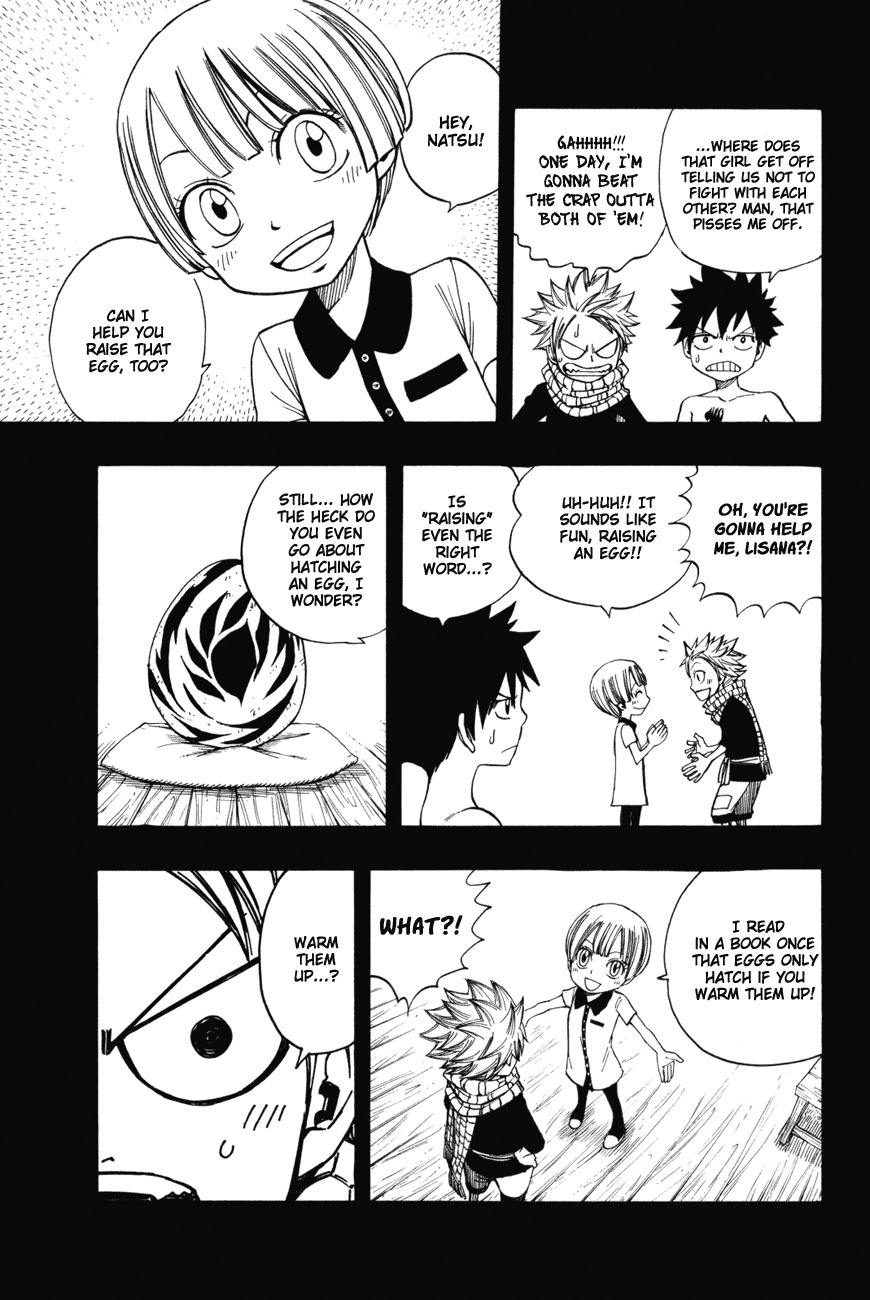 ...WHERE DOES
THAT GIRL GET OFF
TELLING US NOT TO
FIGHT WITH EACH
OTHER? MAN, THAT
PISSES ME OFF.
GAHHHH!!!
ONE DAY, I'M
GONNA BEAT
THE CRAP OUTTA
BOTH OF 'EM!
HEY,
NATSU!
CAN I
HELP YOU
RAISE THAT
EGG, TOO?
OH, YOU'RE
GONNA HELP
ME, LISANA?!
UH-HUH!! IT
SOUNDS LIKE
FUN, RAISING
AN EGG!!
IS
"RAISING"
EVEN THE
RIGHT
WORD...?
STILL... HOW
THE HECK DO
YOU EVEN
GO ABOUT
HATCHING
AN EGG, I
WONDER?
I READ
IN A BOOK ONCE
THAT EGGS ONLY
HATCH IF YOU
WARM THEM UP!
WHAT?!
WARM
THEM
UP...?